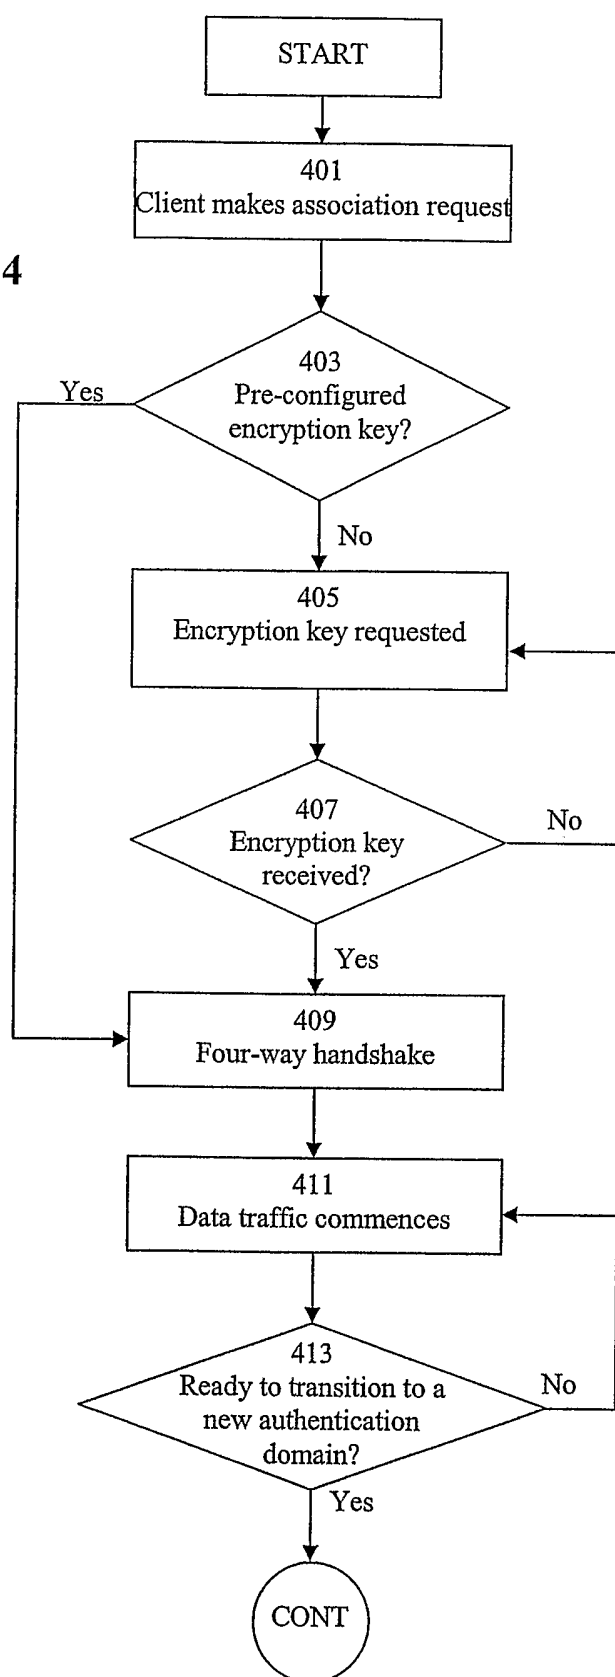 START
401
Client makes association request
4
403
Pre-configured
encryption key?
Yes
No
405
Encryption key requested
407
Encryption key
received?
No
Yes
409
Four-way handshake
411
Data traffic commences
413
Ready to transition to a
new authentication
domain?
No
Yes
CONT